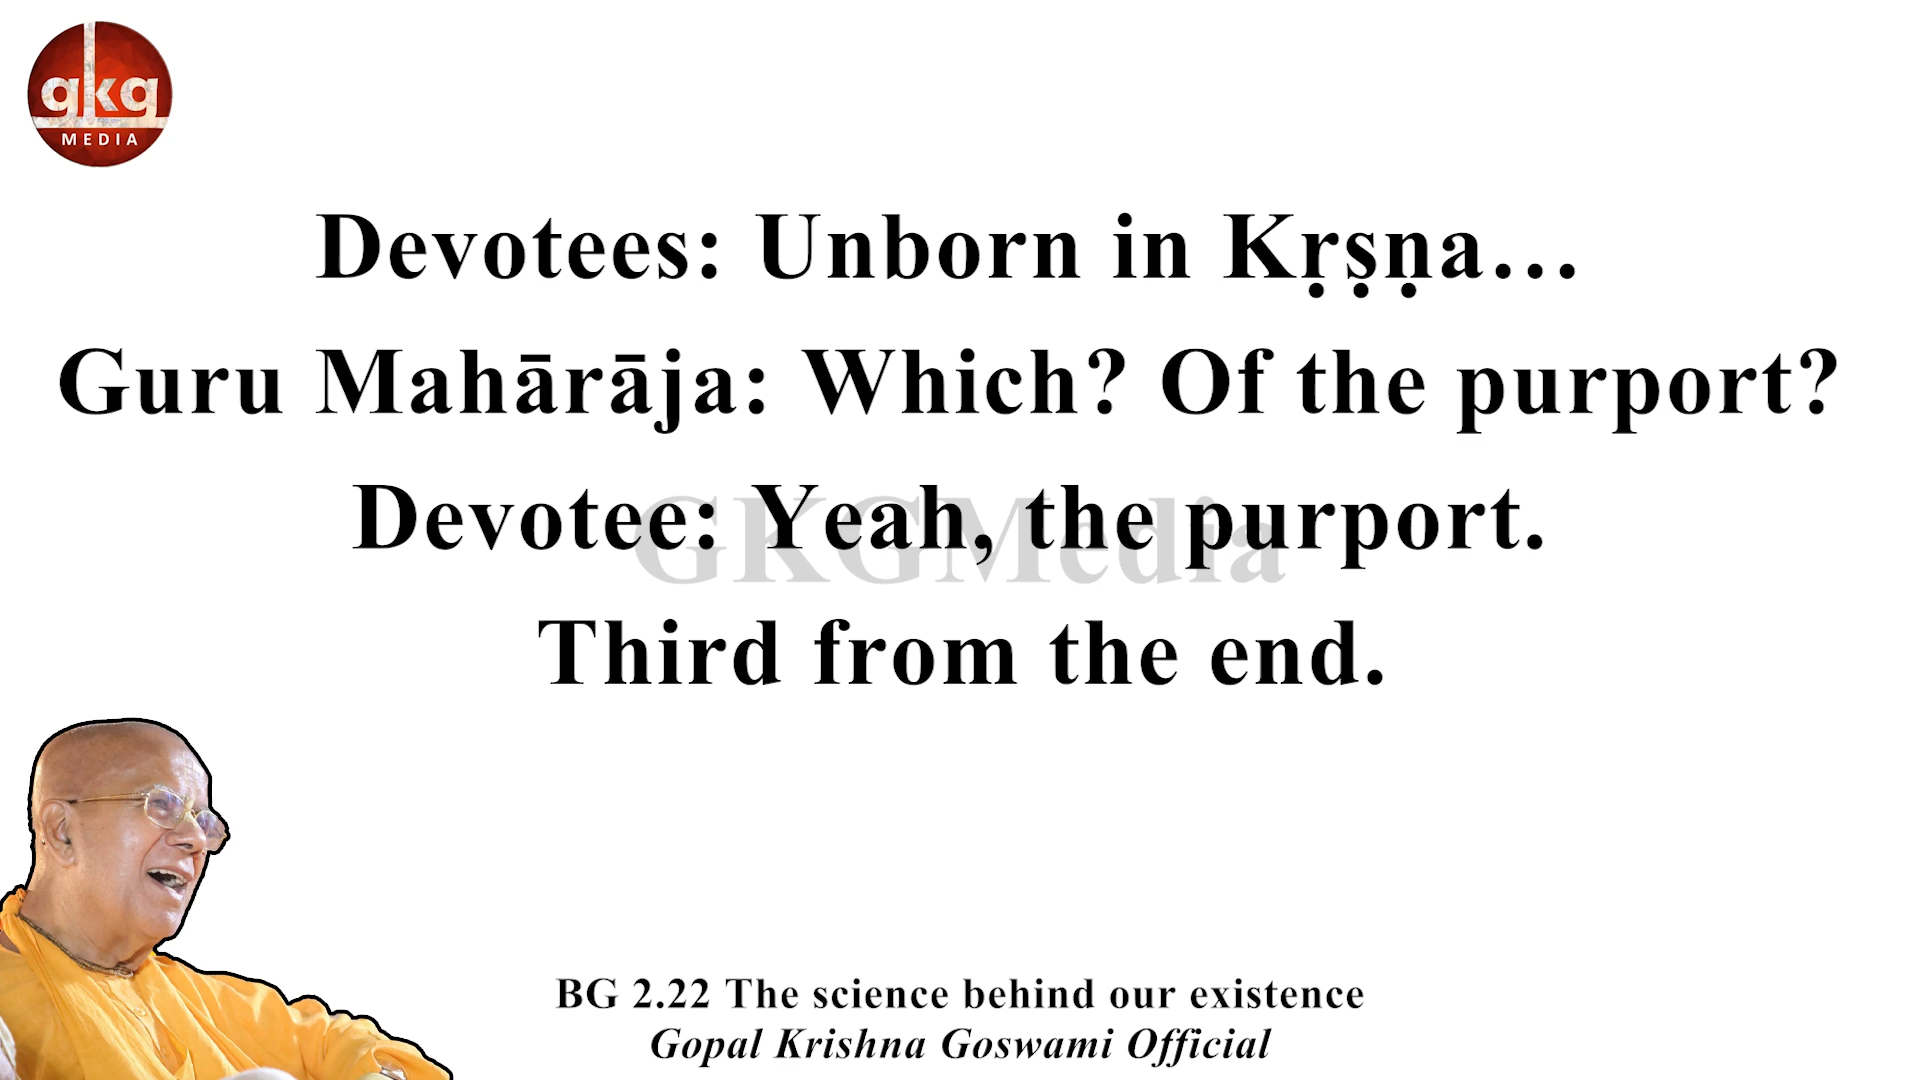 gkg
MEDIA
Devotees: Unborn in Kṛṣṇa…
Guru Mahārāja: Which? Of the purport?
Devotee: Yeah, the purport.
GKGMedia
Third from the end.
BG 2.22 The science behind our existence
Gopal Krishna Goswami Official